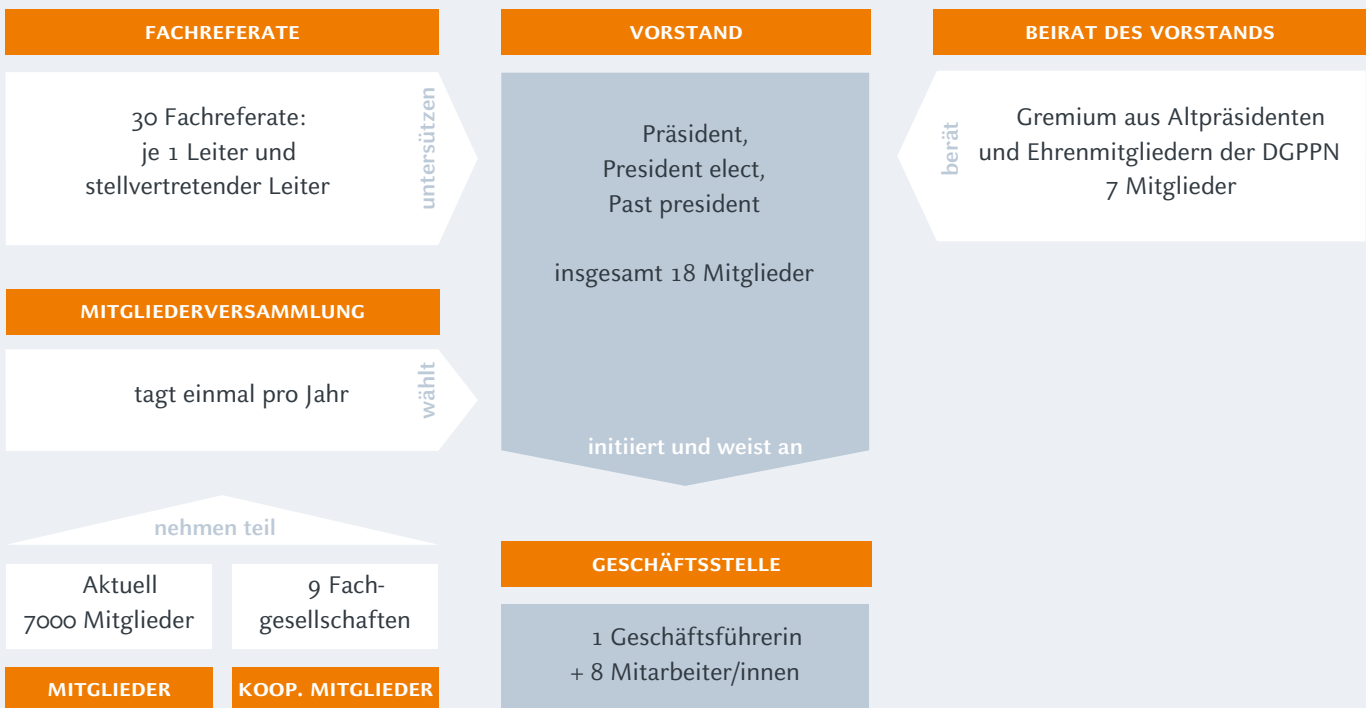 FACHREFERATE
30 Fachreferate:
je 1 Leiter und
stellvertretender Leiter
untersützen
VORSTAND
Präsident,
President elect,
Past president
insgesamt 18 Mitglieder
initiiert und weist an
BEIRAT DES VORSTANDS
berät
Gremium aus Altpräsidenten
und Ehrenmitgliedern der DGPPN
7 Mitglieder
MITGLIEDERVERSAMMLUNG
tagt einmal pro Jahr
wählt
nehmen teil
Aktuell
7000 Mitglieder
MITGLIEDER
9 Fach-
gesellschaften
KOOP. MITGLIEDER
GESCHÄFTSSTELLE
1 Geschäftsführerin
+ 8 Mitarbeiter/innen